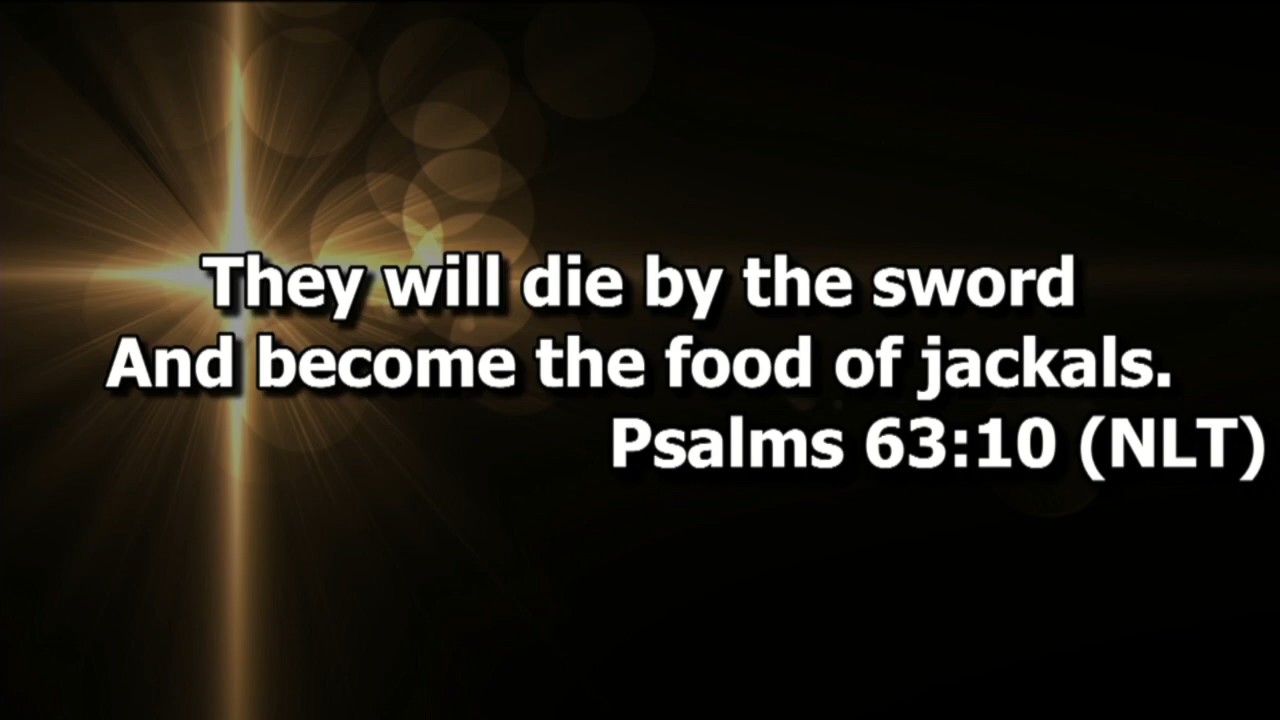 They will die by the sword
And become the food of jackals.
Psalms 63:10 (NLT)